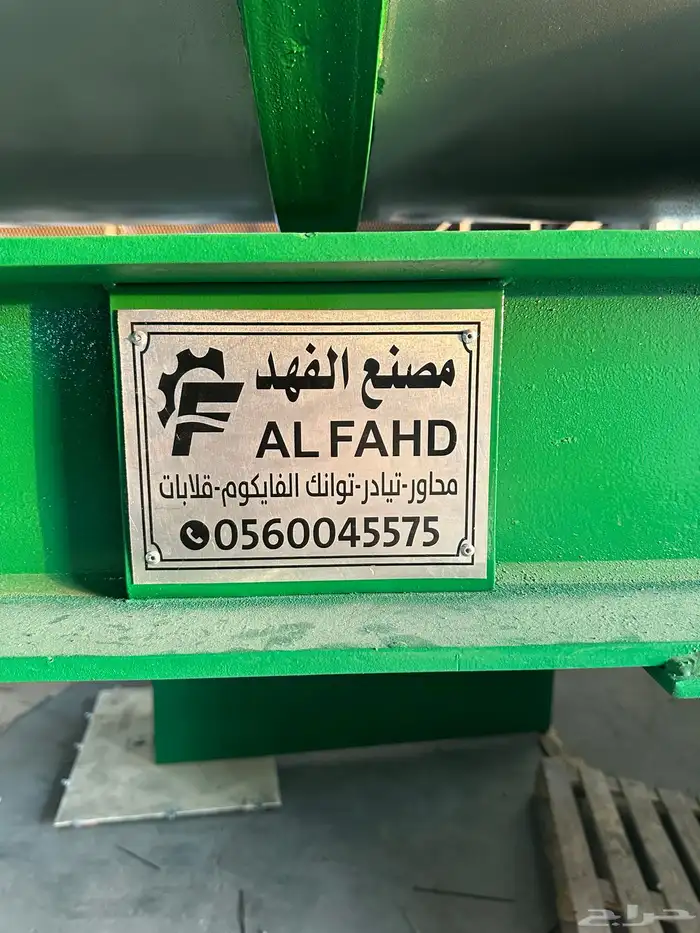 مصنع الفهد
AL FAHD
محاور-تيادر-توانك الفايكوم-قلابات
0560045575
حراج